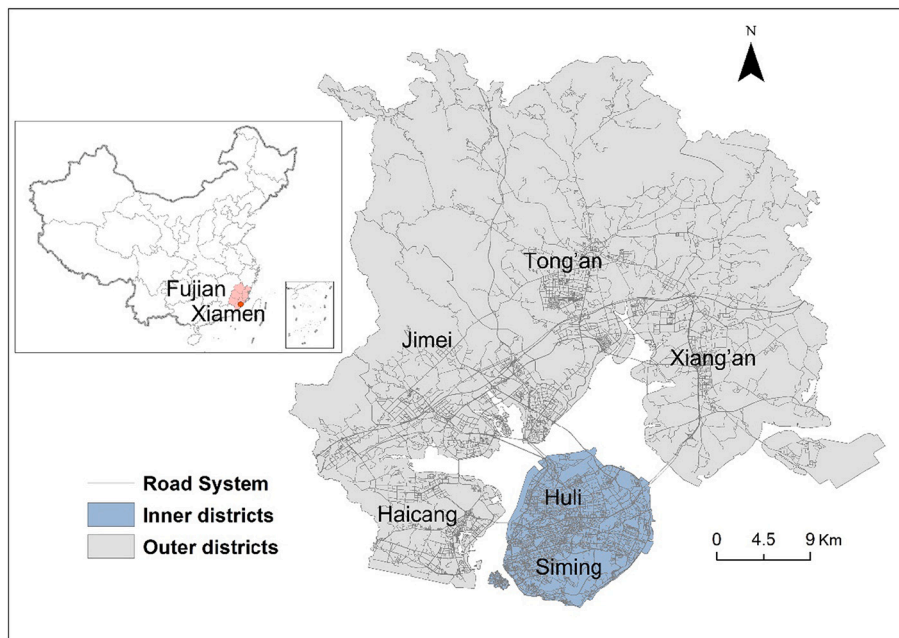 N
Fujian
Xiamen
Tong'an
Jimei
Xiang'an
Huli
Haicang
Siming
Road System
Inner districts
Outer districts
0 4.5 9 Km